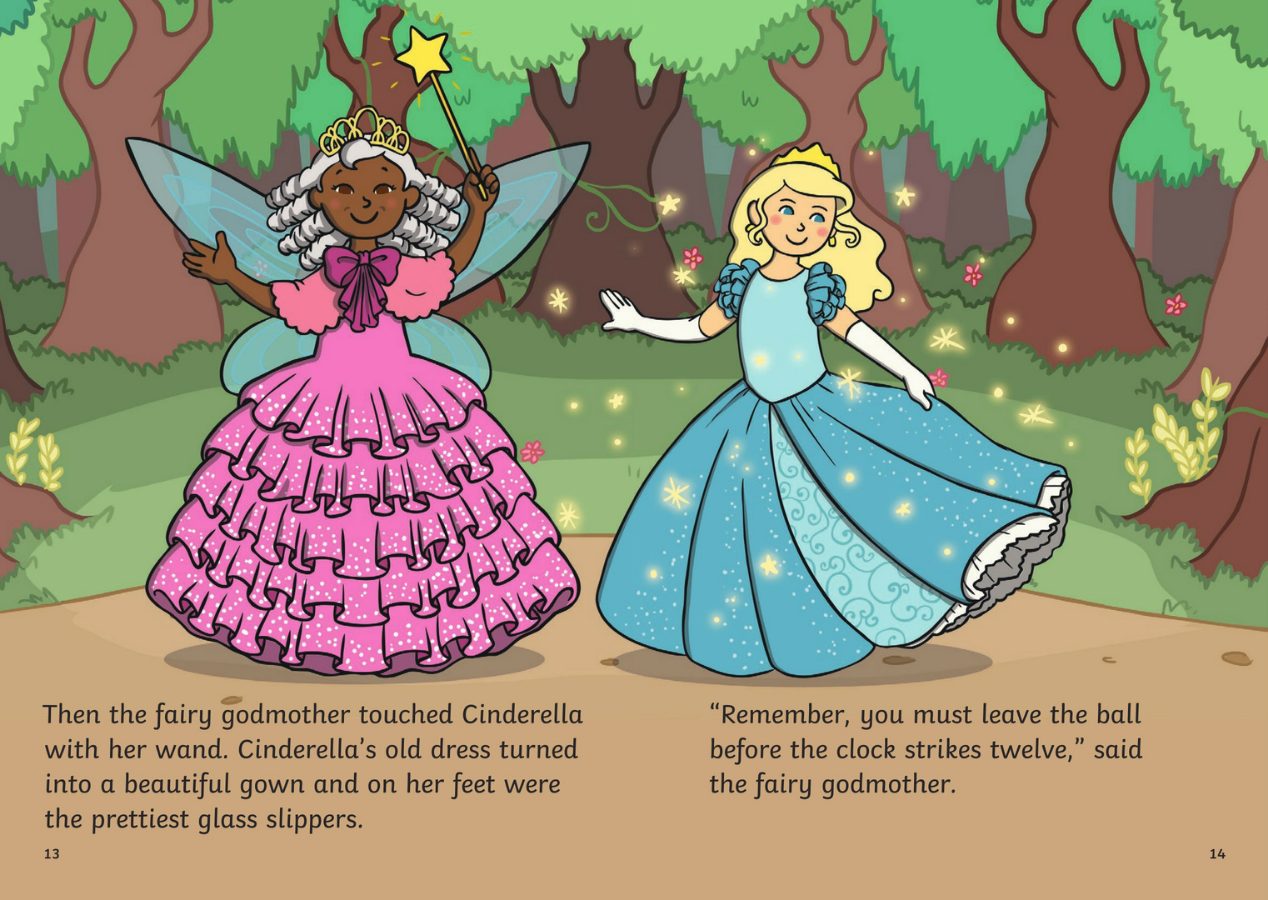 Then the fairy godmother touched Cinderella
with her wand. Cinderella’s old dress turned
into a beautiful gown and on her feet were
the prettiest glass slippers.
13
“Remember, you must leave the ball
before the clock strikes twelve,” said
the fairy godmother.
14